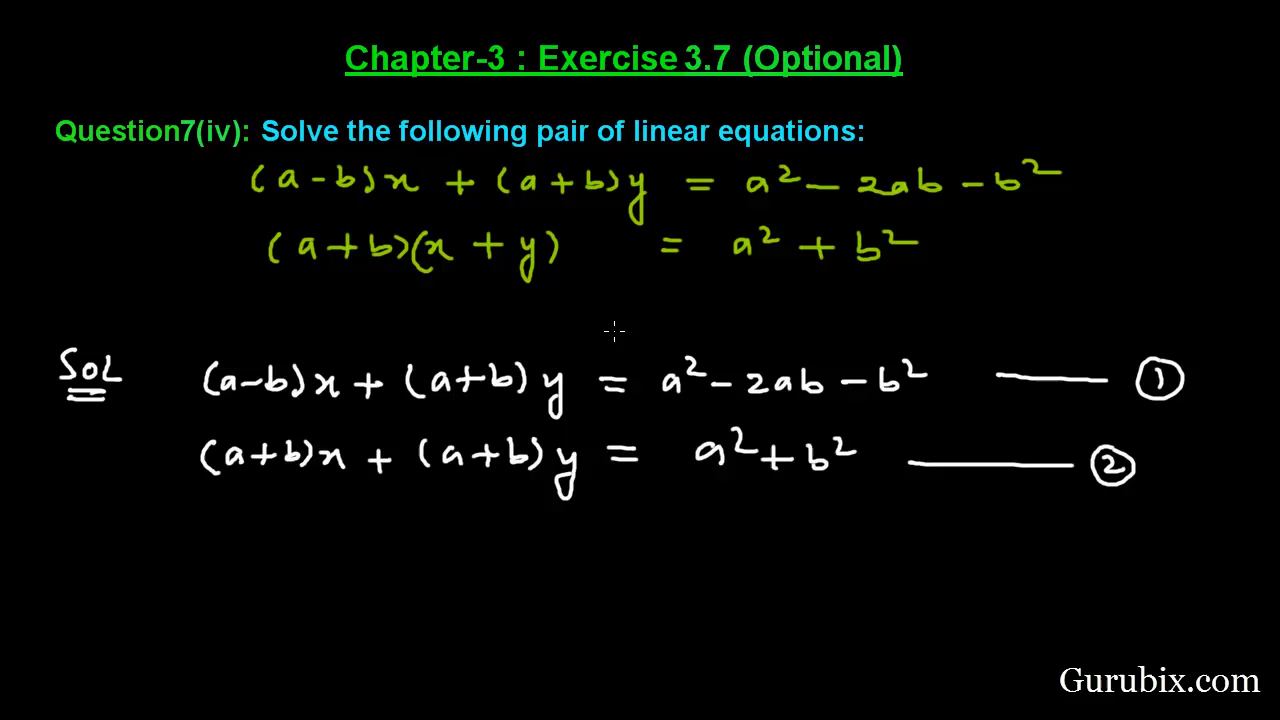 Chapter-3 : Exercise 3.7 (Optional)
Question7(iv): Solve the following pair of linear equations:
(a-b)x + (a+b)y = a² - 2ab - b²
(a+b)(x + y) = a² + b²
Sol (a-b)x + (a+b)y = a² - 2ab - b² —— ①
(a+b)x + (a+b)y = a² + b² —— ②
Gurubix.com